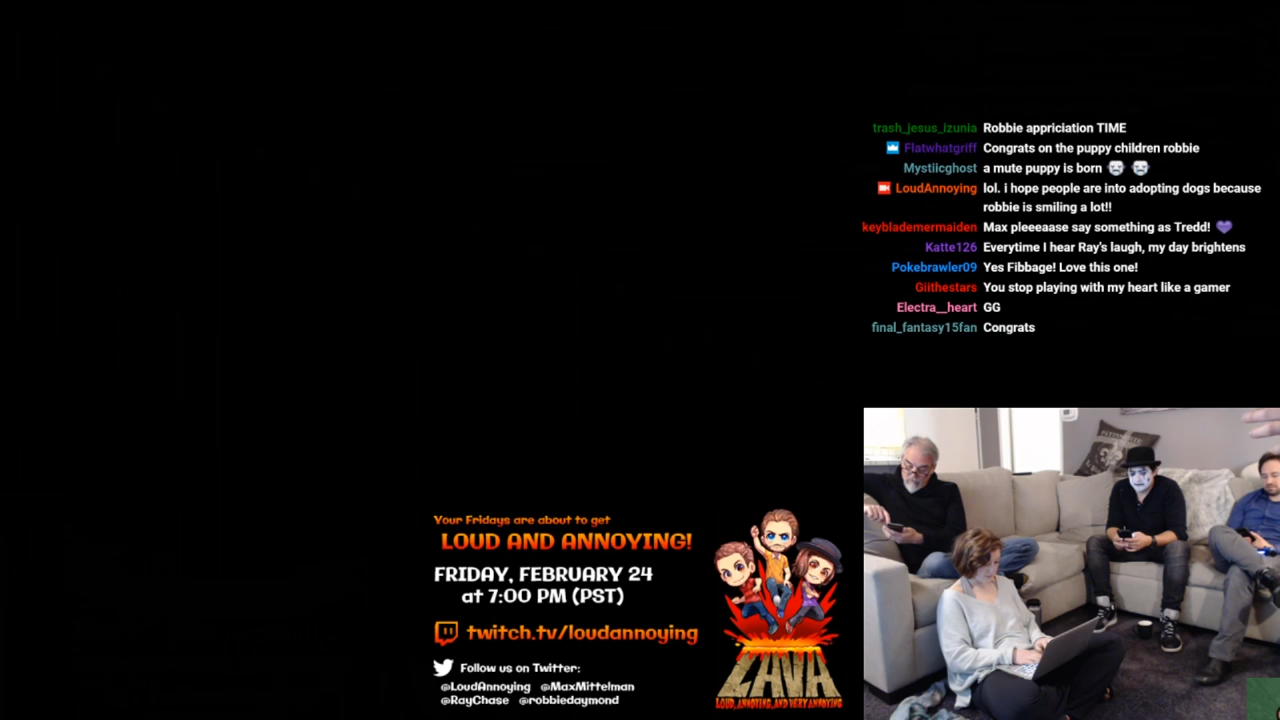 trash_jesus_izunia Robbie appriciation TIME
Flatwhatgriff Congrats on the puppy children robbie
Mystiicghost a mute puppy is born
LoudAnnoying lol. i hope people are into adopting dogs because
robbie is smiling a lot!!
keyblademermaiden Max pleeeaase say something as Tredd!
Katte126 Everytime I hear Ray's laugh, my day brightens
Pokebrawler09 Yes Fibbage! Love this one!
Giithestars You stop playing with my heart like a gamer
Electra__heart GG
final_fantasy15fan Congrats
Your Fridays are about to get
LOUD AND ANNOYING!
FRIDAY, FEBRUARY 24
at 7:00 PM (PST)
twitch.tv/loudannoying
Follow us on Twitter:
@LoudAnnoying @MaxMittelman
@RayChase @robbiedaymond
LAVA
LOUD, ANNOYING, AND VERY ANNOYING